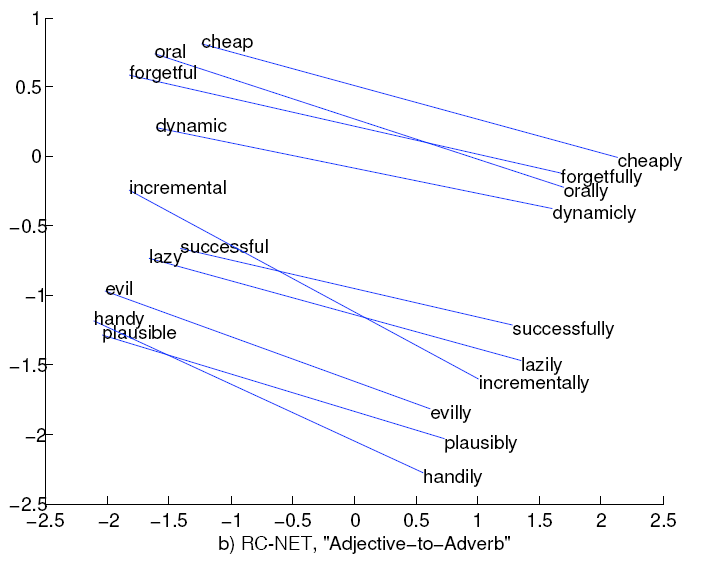 1
cheap
oral
forgetful
0.5
dynamic
0
cheaply
forgetfully
orally
incremental
dynamicly
−0.5
successful
lazy
evil
−1
handy
successfully
plausible
−1.5
lazily
incrementally
evilly
−2
plausibly
handily
−2.5
−2.5 −2 −1.5 −1 −0.5 0 0.5 1 1.5 2 2.5
b) RC−NET, "Adjective−to−Adverb"